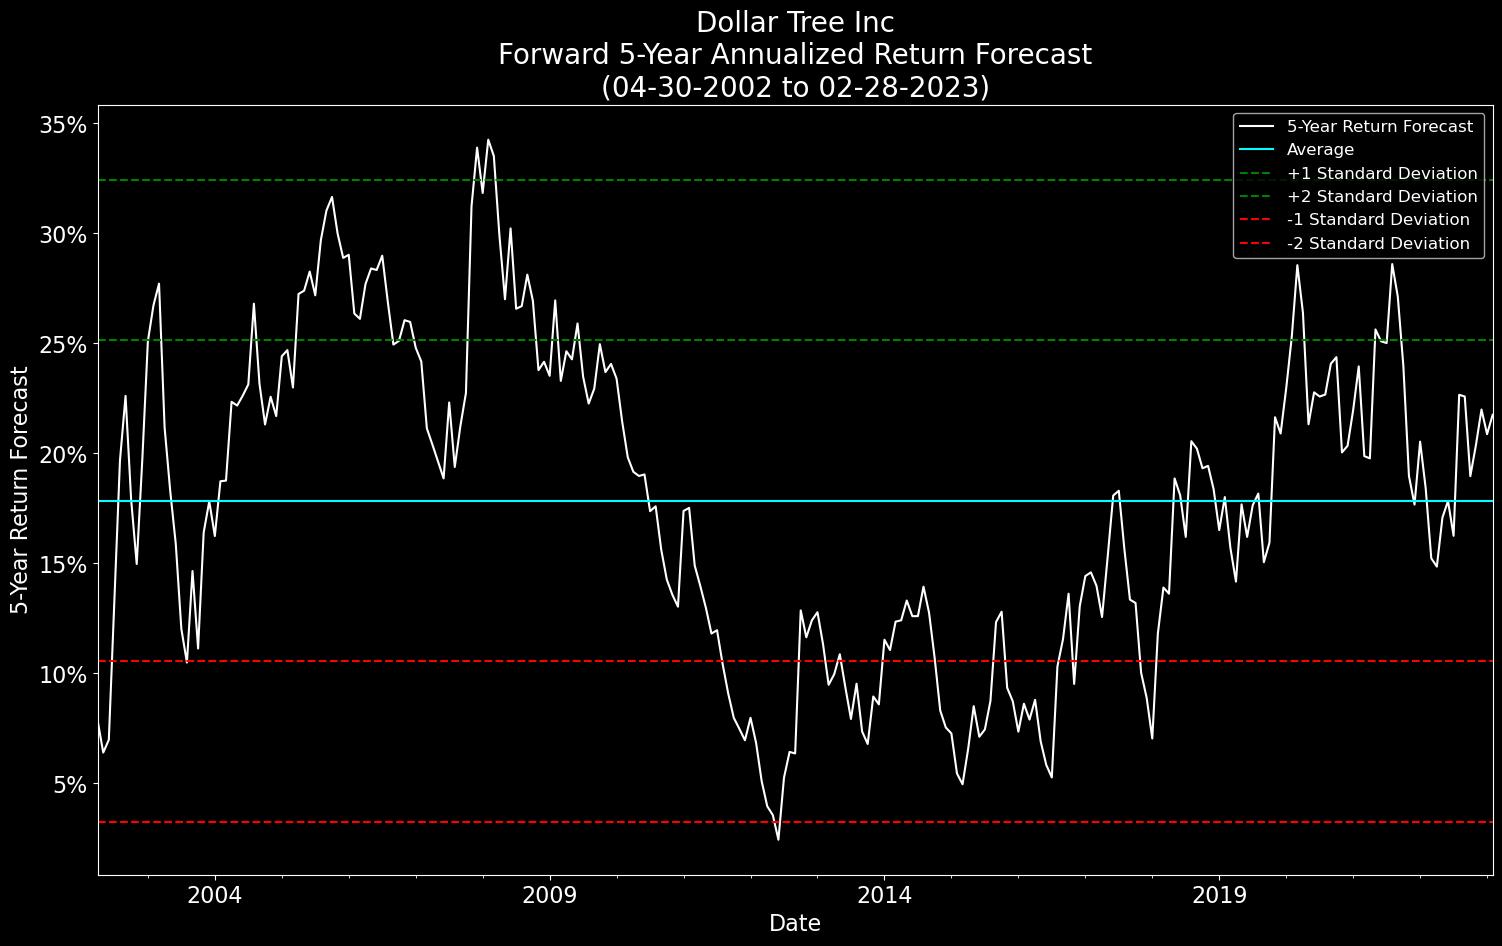 Dollar Tree Inc
Forward 5-Year Annualized Return Forecast
(04-30-2002 to 02-28-2023)
35%
30%
25%
20%
15%
10%
5%
5-Year Return Forecast
5-Year Return Forecast
Average
+1 Standard Deviation
+2 Standard Deviation
-1 Standard Deviation
-2 Standard Deviation
2004
2009
2014
2019
Date